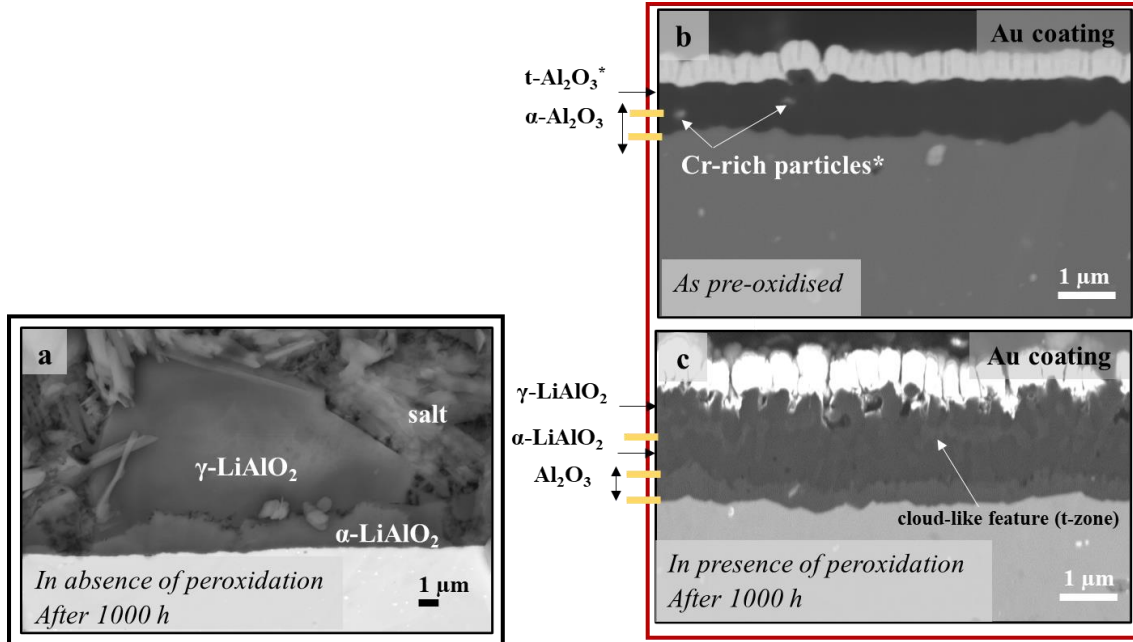 b
Au coating
t-Al2O3*
α-Al2O3
Cr-rich particles*
As pre-oxidised
1 μm
a
salt
γ-LiAlO2
α-LiAlO2
In absence of peroxidation
After 1000 h
1 μm
c
Au coating
γ-LiAlO2
α-LiAlO2
Al2O3
cloud-like feature (t-zone)
In presence of peroxidation
After 1000 h
1 μm